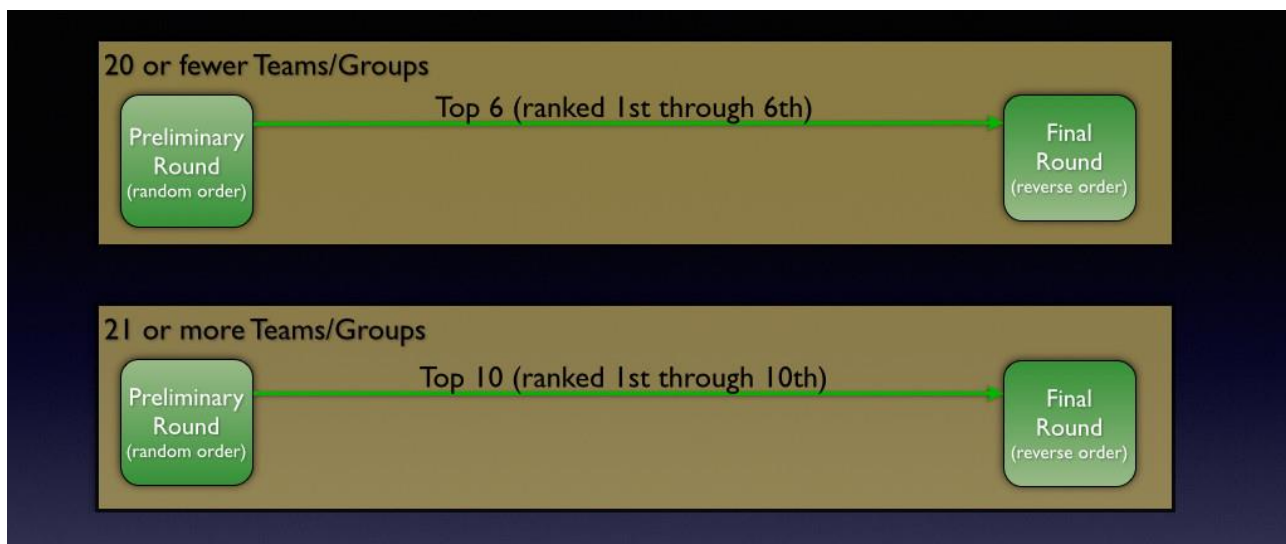 20 or fewer Teams/Groups
Top 6 (ranked 1st through 6th)
Preliminary
Round
(random order)
Final
Round
(reverse order)
21 or more Teams/Groups
Top 10 (ranked 1st through 10th)
Preliminary
Round
(random order)
Final
Round
(reverse order)